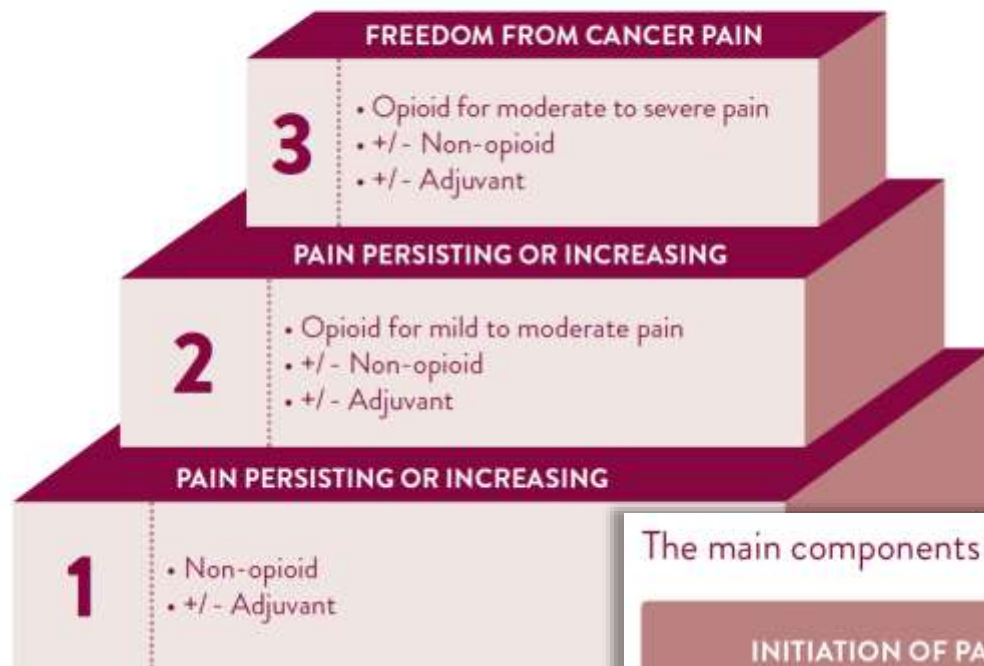 FREEDOM FROM CANCER PAIN
3
• Opioid for moderate to severe pain
• +/- Non-opioid
• +/- Adjuvant
PAIN PERSISTING OR INCREASING
2
• Opioid for mild to moderate pain
• +/- Non-opioid
• +/- Adjuvant
PAIN PERSISTING OR INCREASING
1
• Non-opioid
• +/- Adjuvant
The main components
INITIATION OF PA